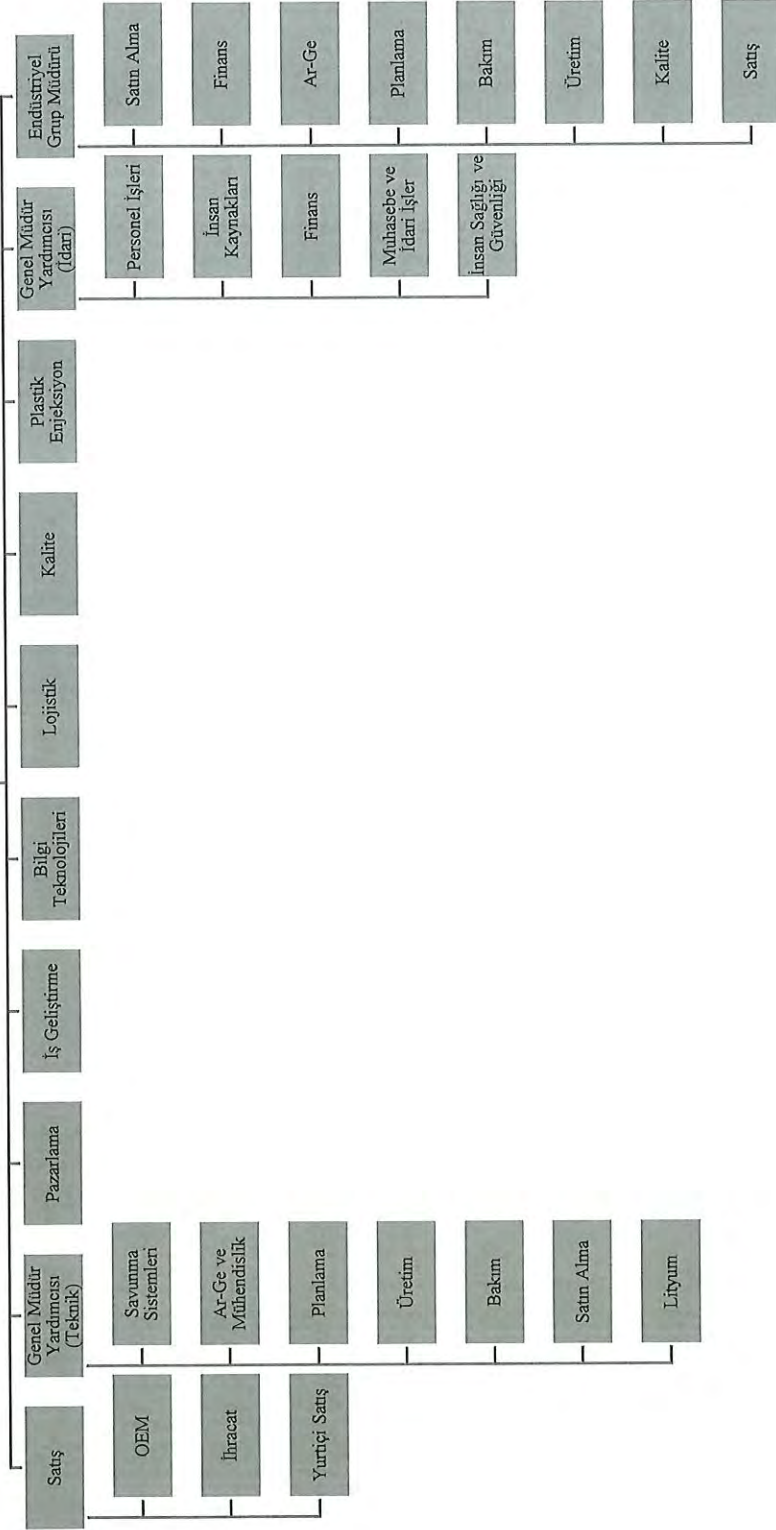 Satış
OEM
İhracat
Yurtiçi Satış
Genel Müdür
Yardımcısı
(Teknik)
Savunma
Sistemleri
Ar-Ge ve
Mühendislik
Planlama
Üretim
Bakım
Satın Alma
Lityum
Pazarlama
İş Geliştirme
Bilgi
Teknolojileri
Lojistik
Kalite
Plastik
Enjeksiyon
Genel Müdür
Yardımcısı
(İdari)
Personel İşleri
İnsan
Kaynakları
Finans
Muhasebe ve
İdari İşler
İnsan Sağlığı ve
Güvenliği
Endüstriyel
Grup Müdürü
Satın Alma
Finans
Ar-Ge
Planlama
Bakım
Üretim
Kalite
Satış